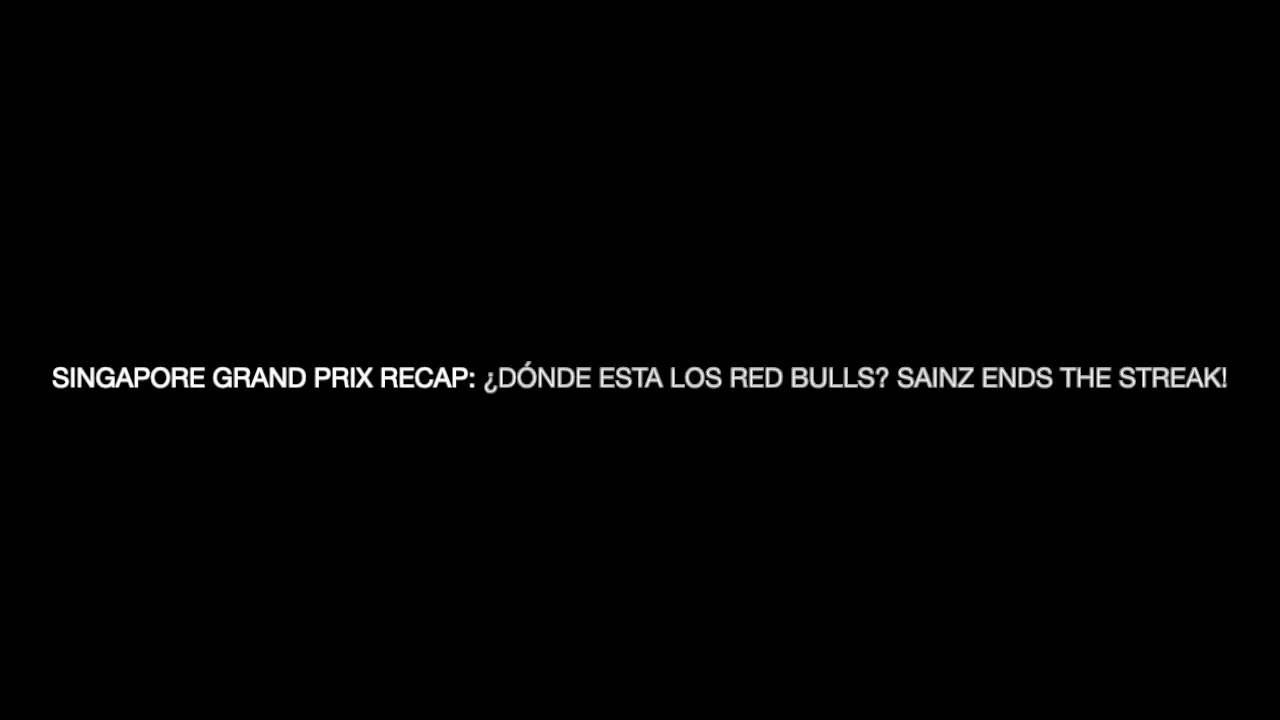 SINGAPORE GRAND PRIX RECAP: ¿DÓNDE ESTA LOS RED BULLS? SAINZ ENDS THE STREAK!